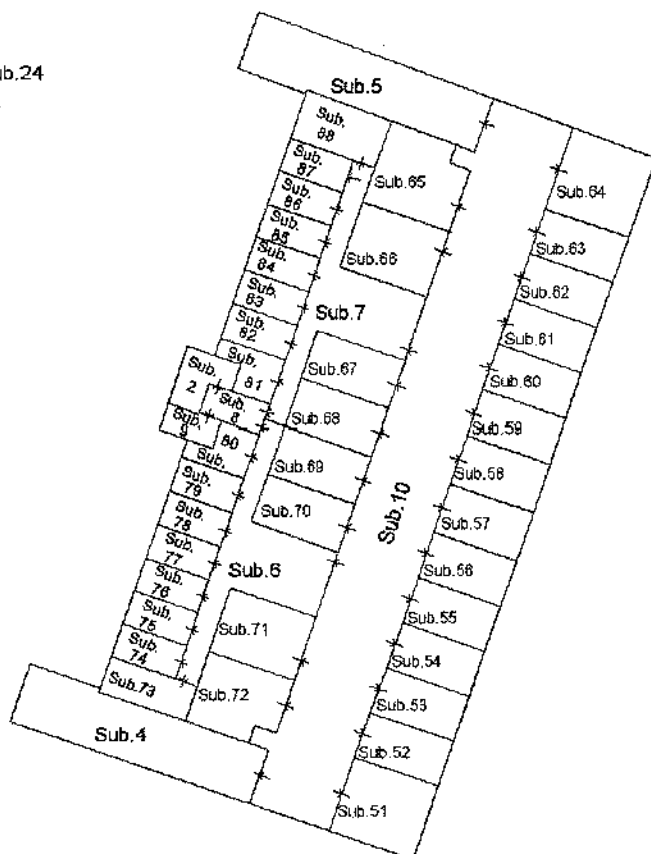 ub.24
Sub.5
Sub.
88
Sub.
87
Sub.
86
Sub.
85
Sub.
84
Sub.
83
Sub.
82
Sub.
81
Sub.
2
Sub.
8
Sub.
9
80
Sub.
Sub.
79
Sub.
78
Sub.
77
Sub.
76
Sub.
75
Sub.
74
Sub.73
Sub.4
Sub.65
Sub.66
Sub.7
Sub.67
Sub.68
Sub.69
Sub.70
Sub.6
Sub.71
Sub.72
Sub.10
Sub.64
Sub.63
Sub.62
Sub.61
Sub.60
Sub.59
Sub.58
Sub.57
Sub.56
Sub.55
Sub.54
Sub.53
Sub.52
Sub.51